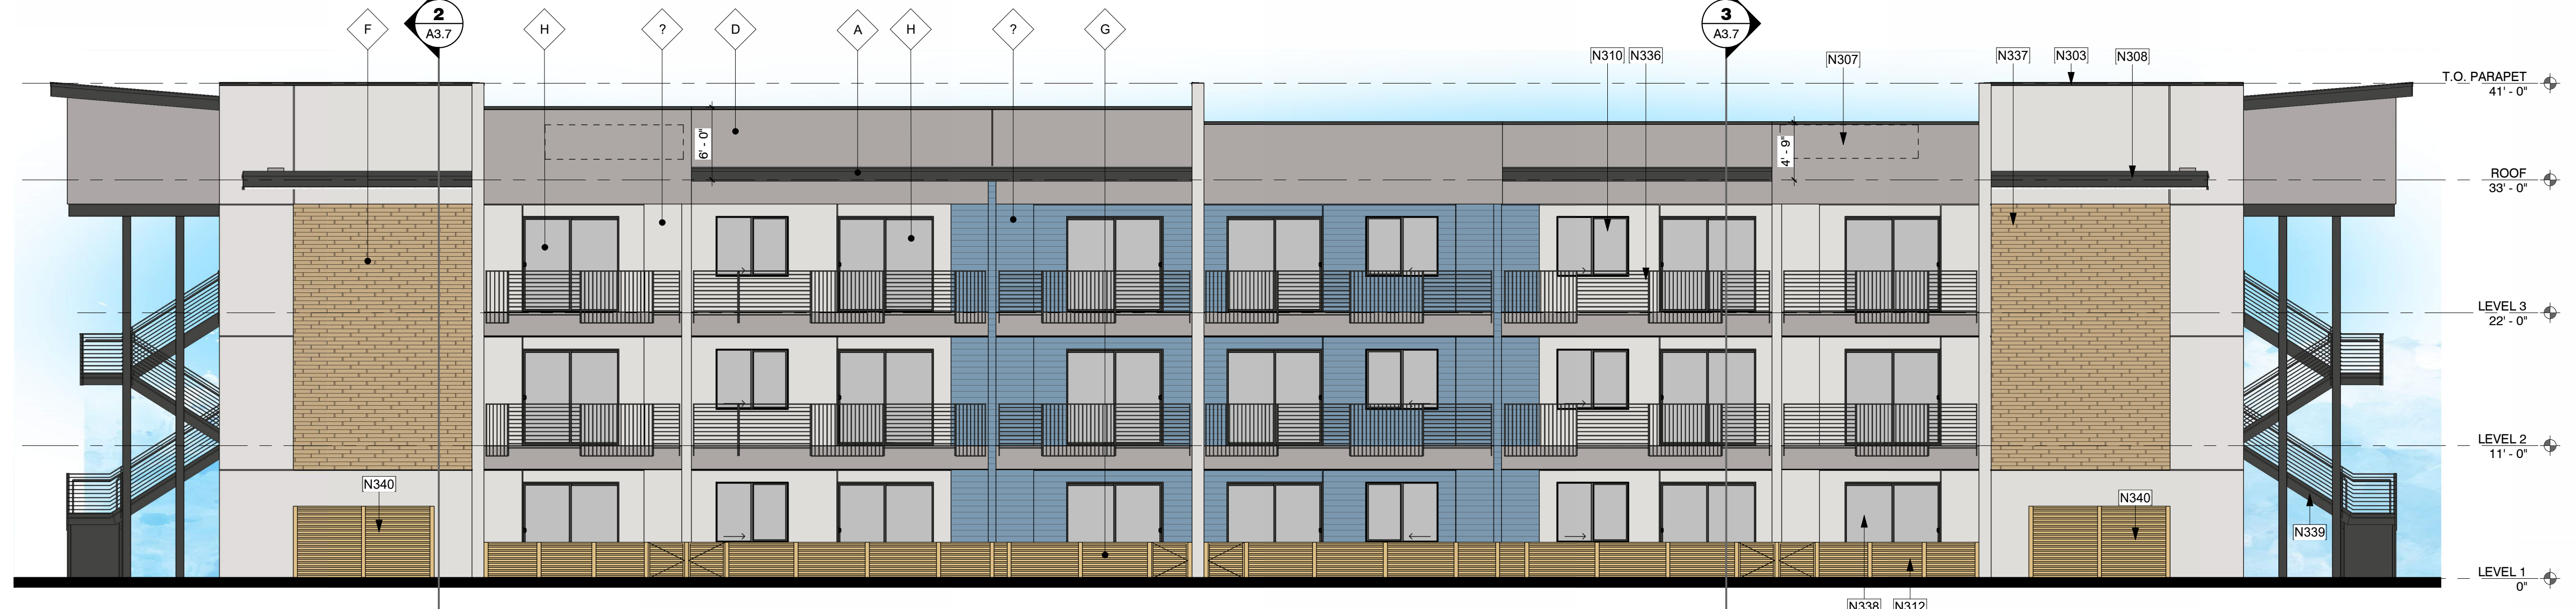 F
2
A3.7
H
?
D
A
H
?
G
N310
N336
3
A3.7
N307
N337
N303
N308
T.O. PARAPET
41' - 0"
6' - 0"
4' - 9"
ROOF
33' - 0"
LEVEL 3
22' - 0"
LEVEL 2
11' - 0"
N340
N340
N339
LEVEL 1
0"
N338
N312